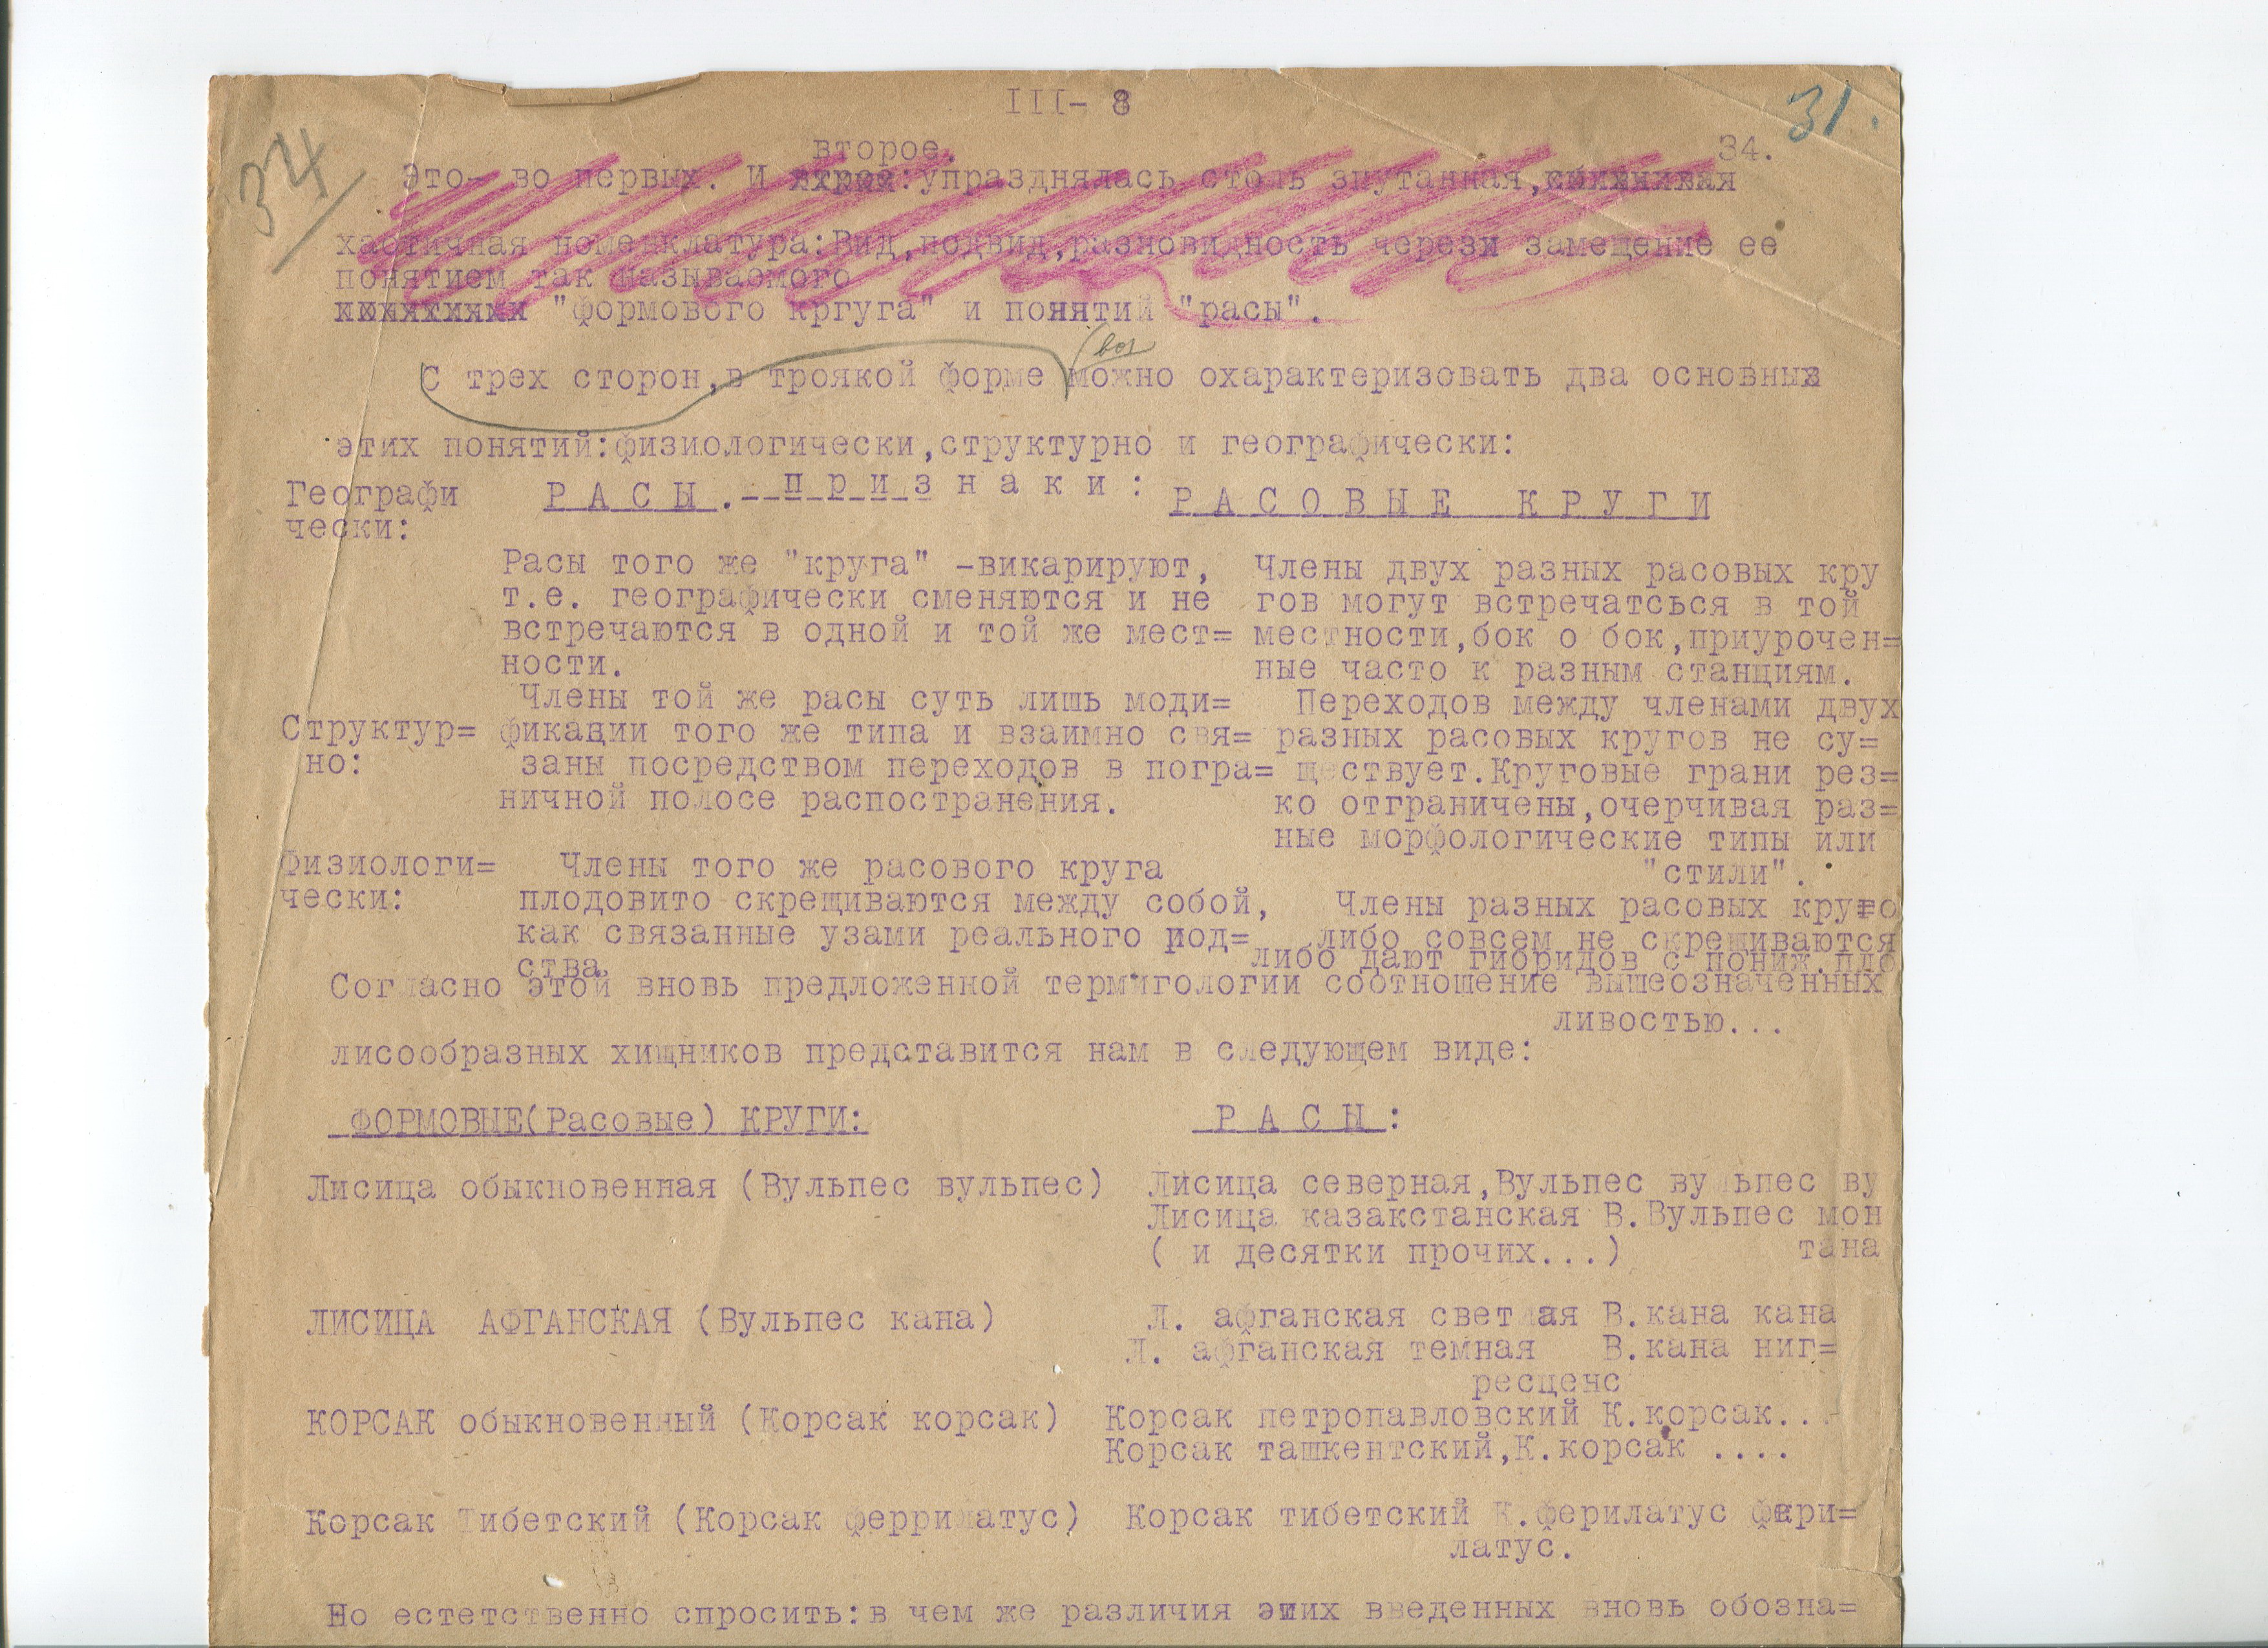 III- 8
31.
34
34.
второе.
Это- во первых. И :упразднялась столь зпутанная,
хаотичная номенклатура:Вид,подвид,разновидность черези замещение ее
понятием так называемого
"формового кргуга" и понятий "расы".
(вот
С трех сторон,в троякой форме можно охарактеризовать два основных
этих понятий:физиологически,структурно и географически:
п р и з н а к и :
Географи Р А С Ы . Р А С О В Ы Е К Р У Г И
чески:
Расы того же "круга" -викарируют, Члены двух разных расовых кру
т.е. географически сменяются и не гов могут встречаться в той
встречаются в одной и той же мест= местности,бок о бок,приурочен=
ности. ные часто к разным станциям.
Члены той же расы суть лишь моди= Переходов между членами двух
Структур= фикации того же типа и взаимно свя= разных расовых кругов не су=
но: заны посредством переходов в погра= ществует.Круговые грани рез=
ничной полосе распостранения. ко отграничены,очерчивая раз=
ные морфологические типы или
Физиологи= Члены того же расового круга "стили".
чески: плодовито скрещиваются между собой, Члены разных расовых круго
как связанные узами реального род= либо совсем не скрещиваются
ства. либо дают гибридов с пониж.пло
Согласно этой вновь предложенной термигологии соотношение вышеозначенных
ливостью...
лисообразных хищников представится нам в следующем виде:
ФОРМОВЫЕ(Расовые) КРУГИ: Р А С Ы :
Лисица обыкновенная (Вульпес вульпес) Лисица северная,Вульпес вульпес ву
Лисица казакстанская В.Вульпес мон
( и десятки прочих...) тана
ЛИСИЦА АФГАНСКАЯ (Вульпес кана) Л. афганская светлая В.кана кана
Л. афганская темная В.кана ниг=
ресценс
КОРСАК обыкновенный (Корсак корсак) Корсак петропавловский К.корсак...
Корсак ташкентский,К.корсак ....
Корсак Тибетский (Корсак феррилатус) Корсак тибетский К.ферилатус фери=
латус.
Но естетственно спросить:в чем же различия этих введенных вновь обозна=